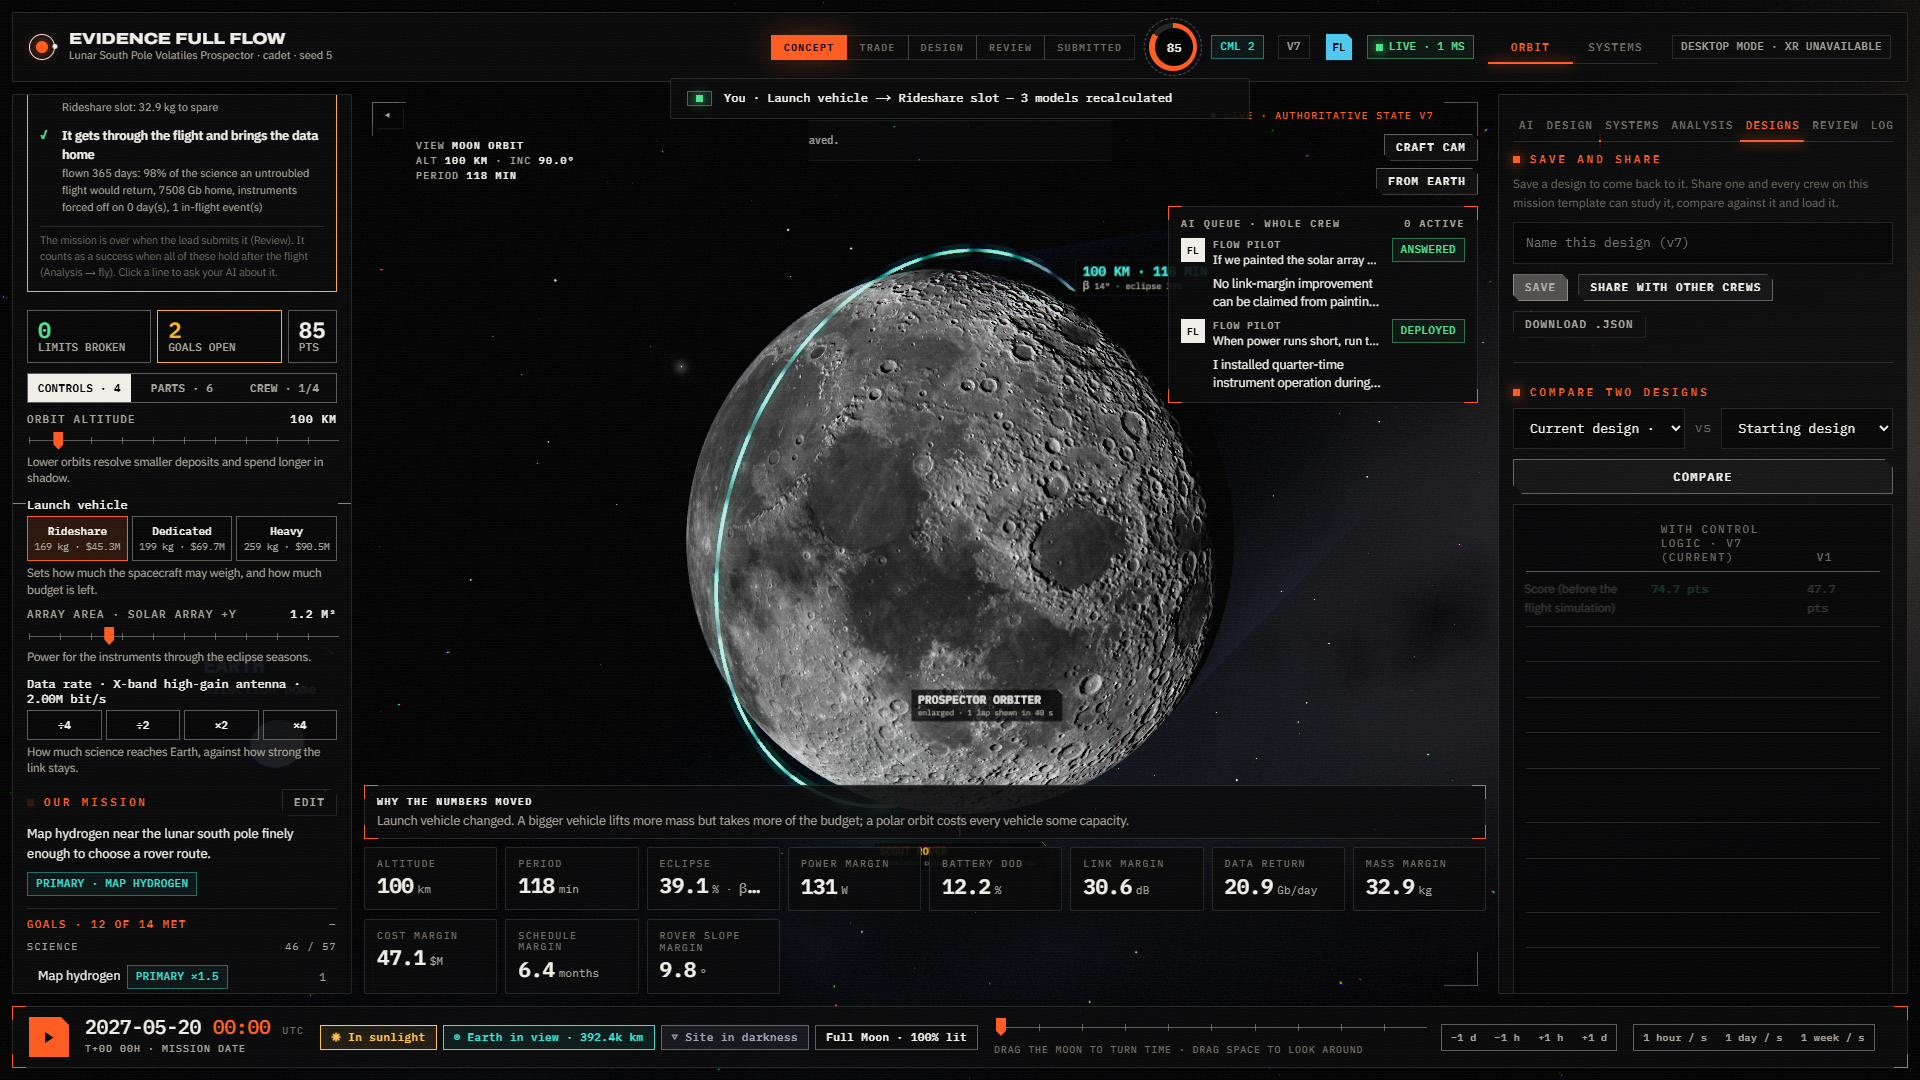 EVIDENCE FULL FLOW
Lunar South Pole Volatiles Prospector · cadet · seed 5
CONCEPT
TRADE
DESIGN
REVIEW
SUBMITTED
85
CML 2
V7
FL
LIVE · 1 MS
ORBIT
SYSTEMS
DESKTOP MODE · XR UNAVAILABLE
You · Launch vehicle → Rideshare slot — 3 models recalculated
aved.
Rideshare slot: 32.9 kg to spare
✓ It gets through the flight and brings the data
home
flown 365 days: 98% of the science an untroubled
flight would return, 7508 Gb home, instruments
forced off on 0 day(s), 1 in-flight event(s)
The mission is over when the lead submits it (Review). It
counts as a success when all of these hold after the flight
(Analysis → fly). Click a line to ask your AI about it.
0
LIMITS BROKEN
2
GOALS OPEN
85
PTS
CONTROLS · 4
PARTS · 6
CREW · 1/4
ORBIT ALTITUDE
100 KM
Lower orbits resolve smaller deposits and spend longer in
shadow.
Launch vehicle
Rideshare
169 kg · $45.3M
Dedicated
199 kg · $69.7M
Heavy
259 kg · $90.5M
Sets how much the spacecraft may weigh, and how much
budget is left.
ARRAY AREA · SOLAR ARRAY +Y
1.2 M²
Power for the instruments through the eclipse seasons.
EARTH
Data rate · X-band high-gain antenna ·
2.00M bit/s
÷4
÷2
×2
×4
How much science reaches Earth, against how strong the
link stays.
OUR MISSION
EDIT
Map hydrogen near the lunar south pole finely
enough to choose a rover route.
PRIMARY · MAP HYDROGEN
GOALS · 12 OF 14 MET
–
SCIENCE
46 / 57
Map hydrogen
PRIMARY ×1.5
1
◂
VIEW MOON ORBIT
ALT 100 KM · INC 90.0°
PERIOD 118 MIN
LIVE · AUTHORITATIVE STATE V7
CRAFT CAM
FROM EARTH
AI QUEUE · WHOLE CREW
0 ACTIVE
FL
FLOW PILOT
If we painted the solar array ...
ANSWERED
No link-margin improvement
can be claimed from paintin...
FL
FLOW PILOT
When power runs short, run t...
DEPLOYED
I installed quarter-time
instrument operation during...
100 KM · 118 MIN
β 14° · eclipse
PROSPECTOR ORBITER
enlarged · 1 lap shown in 40 s
WHY THE NUMBERS MOVED
Launch vehicle changed. A bigger vehicle lifts more mass but takes more of the budget; a polar orbit costs every vehicle some capacity.
SCOUT ROVER
ALTITUDE
100 km
PERIOD
118 min
ECLIPSE
39.1 % · β...
POWER MARGIN
131 W
BATTERY DOD
12.2 %
LINK MARGIN
30.6 dB
DATA RETURN
20.9 Gb/day
MASS MARGIN
32.9 kg
COST MARGIN
47.1 $M
SCHEDULE
MARGIN
6.4 months
ROVER SLOPE
MARGIN
9.8 °
AI
DESIGN
SYSTEMS
ANALYSIS
DESIGNS
REVIEW
LOG
SAVE AND SHARE
Save a design to come back to it. Share one and every crew on this
mission template can study it, compare against it and load it.
Name this design (v7)
SAVE
SHARE WITH OTHER CREWS
DOWNLOAD .JSON
COMPARE TWO DESIGNS
Current design ·
VS
Starting design
COMPARE
WITH CONTROL
LOGIC · V7
(CURRENT)
V1
Score (before the
flight simulation)
74.7 pts
47.7
pts
2027-05-20 00:00 UTC
T+0D 00H · MISSION DATE
In sunlight
Earth in view · 392.4k km
▽ Site in darkness
Full Moon · 100% lit
DRAG THE MOON TO TURN TIME · DRAG SPACE TO LOOK AROUND
−1 d
−1 h
+1 h
+1 d
1 hour / s
1 day / s
1 week / s